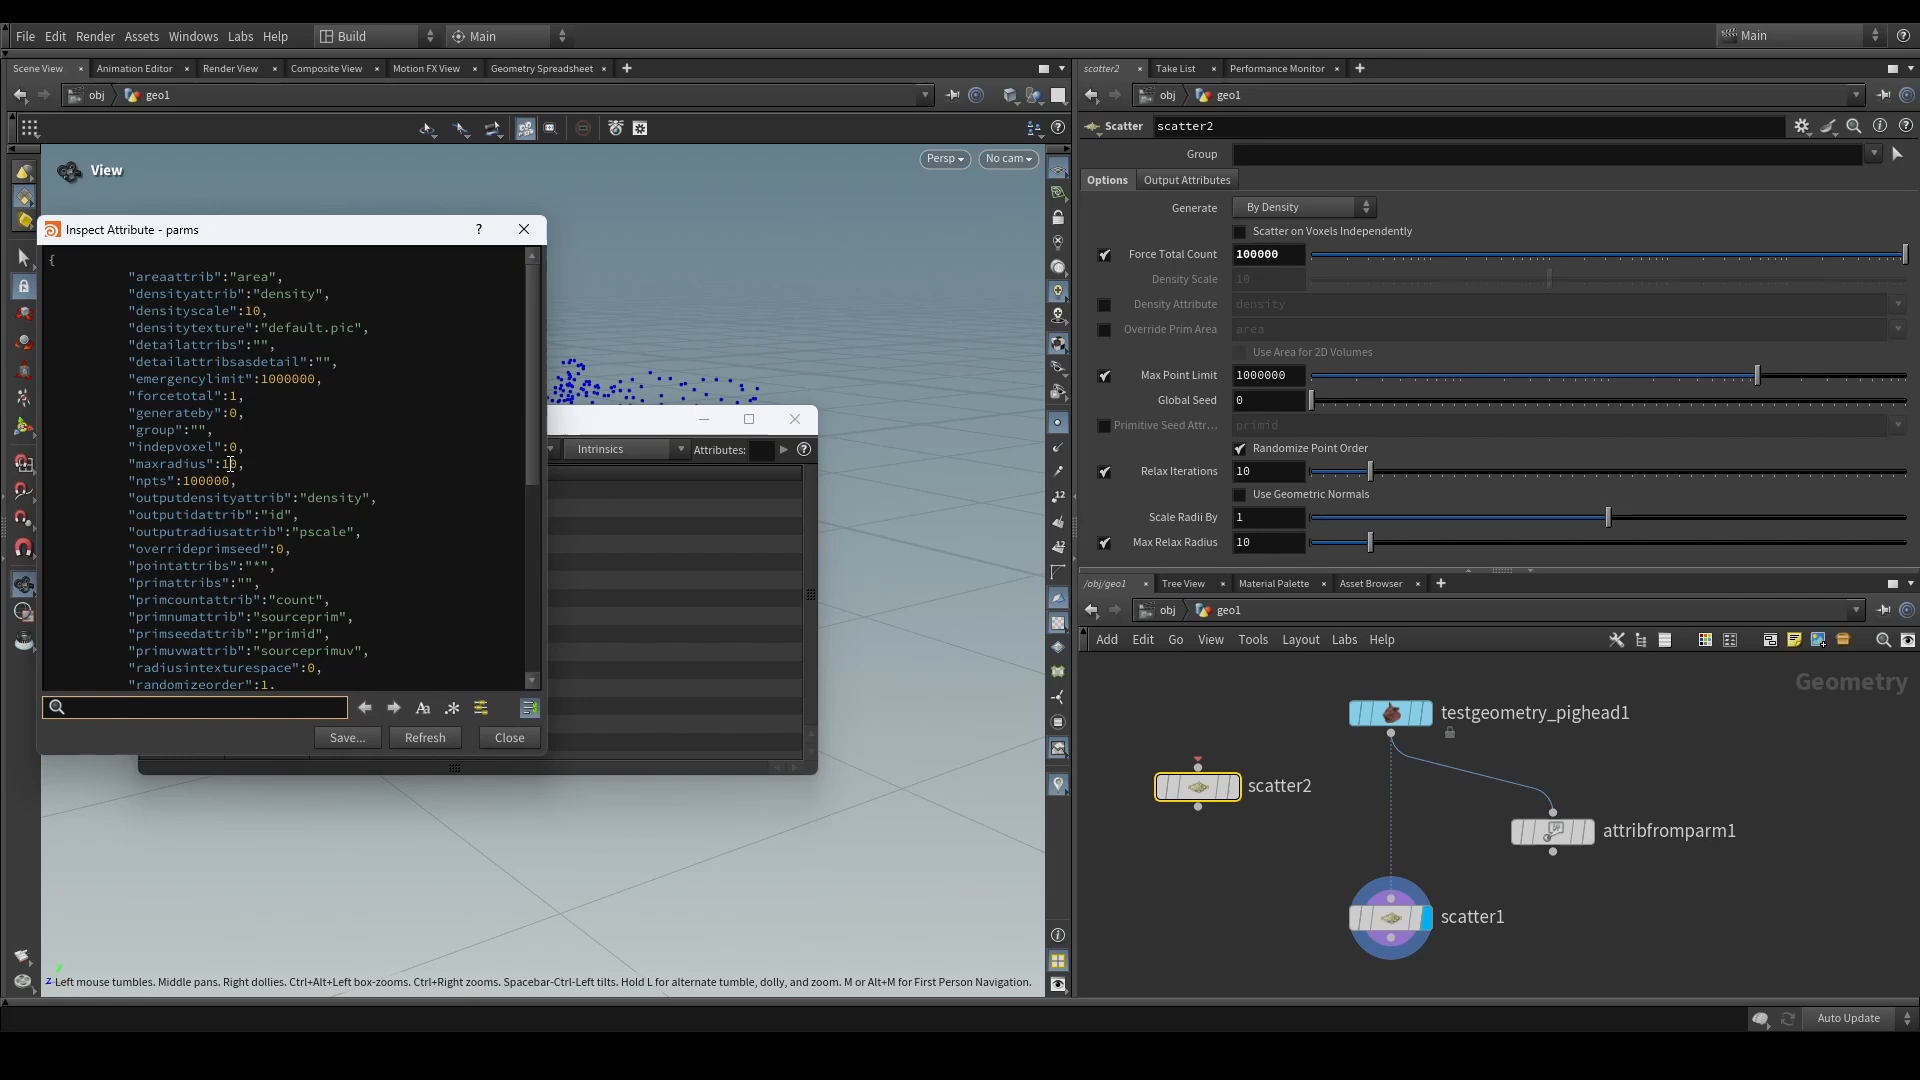 File Edit Render Assets Windows Labs Help Build Main Main
Scene View Animation Editor Render View Composite View Motion FX View Geometry Spreadsheet
obj geo1
View
Persp No cam
Inspect Attribute - parms ?
{
"areaattrib":"area",
"densityattrib":"density",
"densityscale":10,
"densitytexture":"default.pic",
"detailattribs":"",
"detailattribsasdetail":"",
"emergencylimit":1000000,
"forcetotal":1,
"generateby":0,
"group":"",
"indepvoxel":0,
"maxradius":10,
"npts":100000,
"outputdensityattrib":"density",
"outputidattrib":"id",
"outputradiusattrib":"pscale",
"overrideprimseed":0,
"pointattribs":"*",
"primattribs":"",
"primcountattrib":"count",
"primnumattrib":"sourceprim",
"primseedattrib":"primid",
"primuvwattrib":"sourceprimuv",
"radiusintexturespace":0,
"randomizeorder":1,
Save... Refresh Close
Intrinsics Attributes:
Left mouse tumbles. Middle pans. Right dollies. Ctrl+Alt+Left box-zooms. Ctrl+Right zooms. Spacebar-Ctrl-Left tilts. Hold L for alternate tumble, dolly, and zoom. M or Alt+M for First Person Navigation.
scatter2 Take List Performance Monitor
obj geo1
Scatter scatter2
Group
Options Output Attributes
Generate By Density
Scatter on Voxels Independently
Force Total Count 100000
Density Scale 10
Density Attribute density
Override Prim Area area
Use Area for 2D Volumes
Max Point Limit 1000000
Global Seed 0
Primitive Seed Attr... primid
Randomize Point Order
Relax Iterations 10
Use Geometric Normals
Scale Radii By 1
Max Relax Radius 10
/obj/geo1 Tree View Material Palette Asset Browser
obj geo1
Add Edit Go View Tools Layout Labs Help
Geometry
testgeometry_pighead1
scatter2
attribfromparm1
scatter1
Auto Update